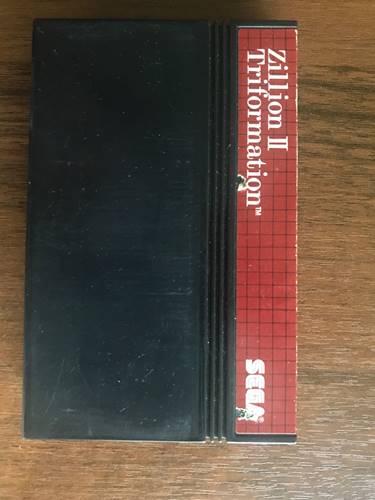 Zillion II
Triformation™
SEGA®